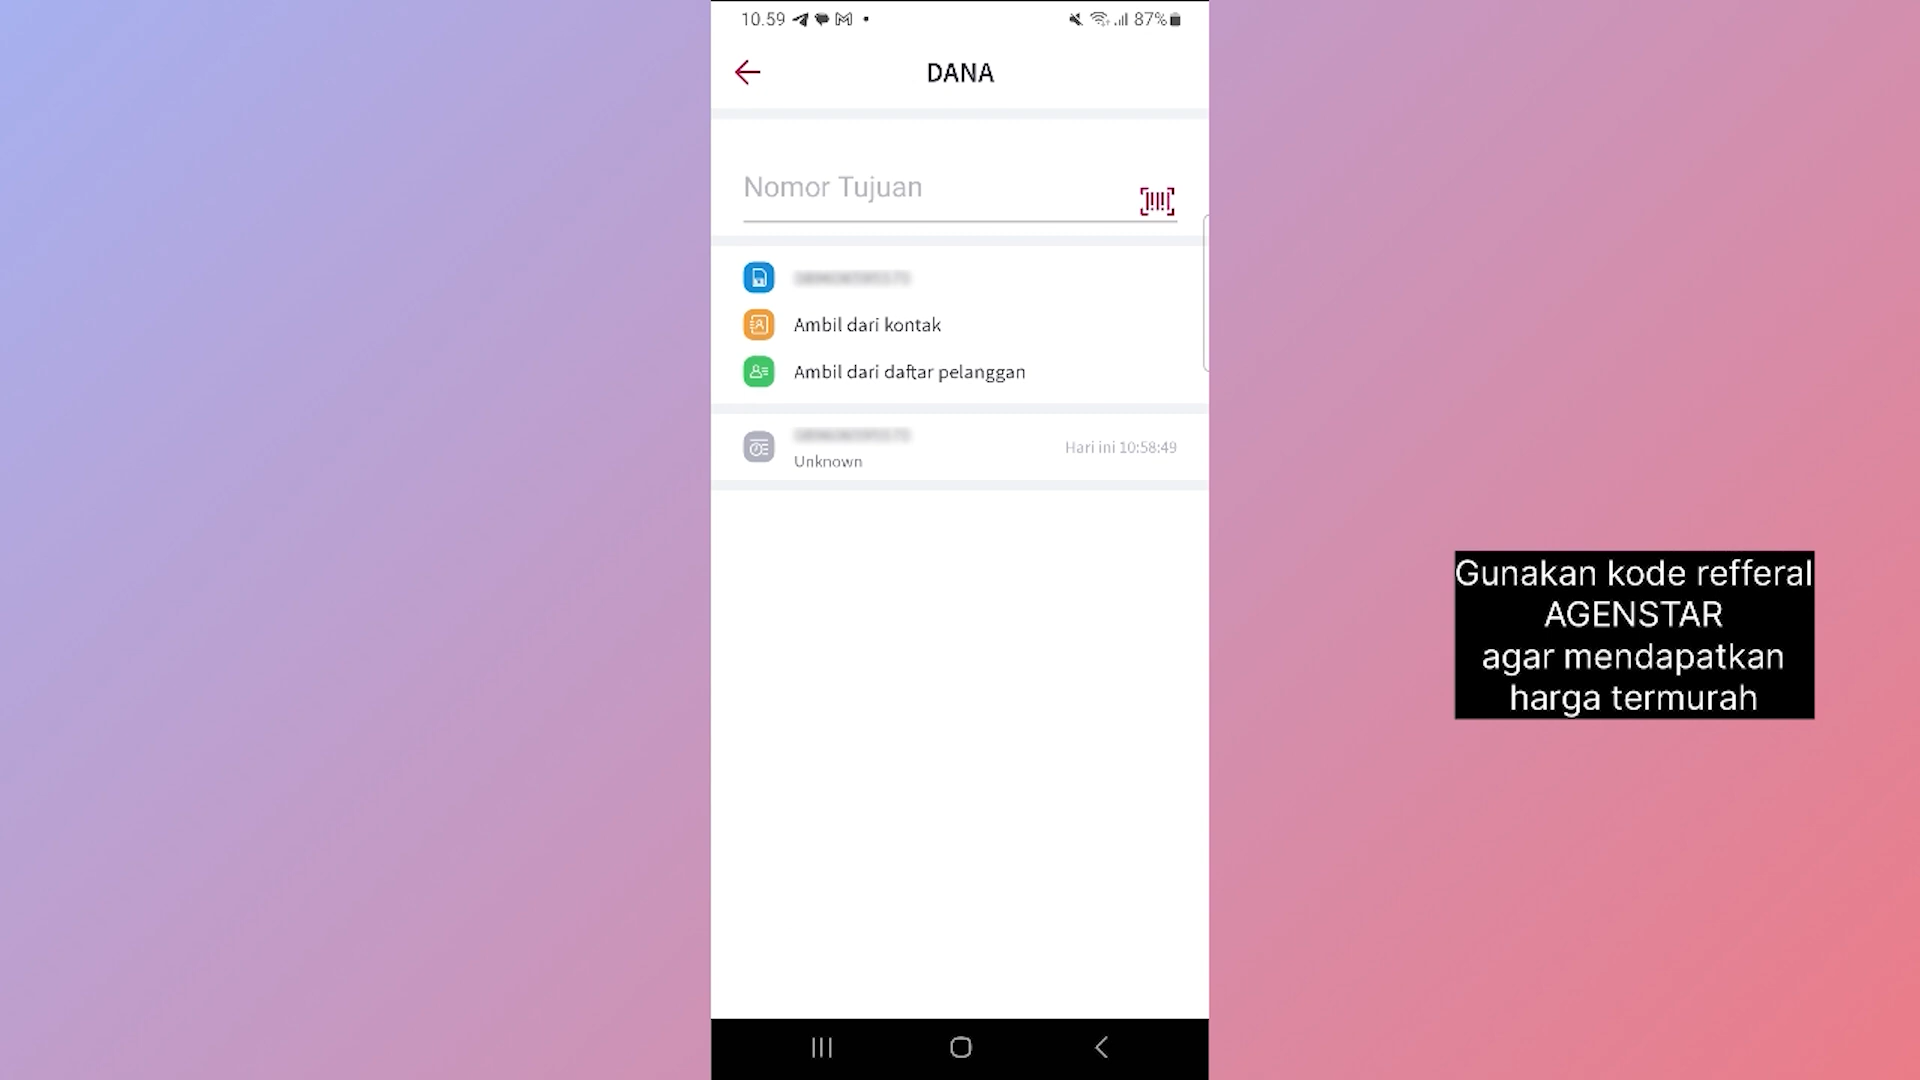 10.59
87%
DANA
Nomor Tujuan
Ambil dari kontak
Ambil dari daftar pelanggan
Unknown
Hari ini 10:58:49
Gunakan kode refferal
AGENSTAR
agar mendapatkan
harga termurah